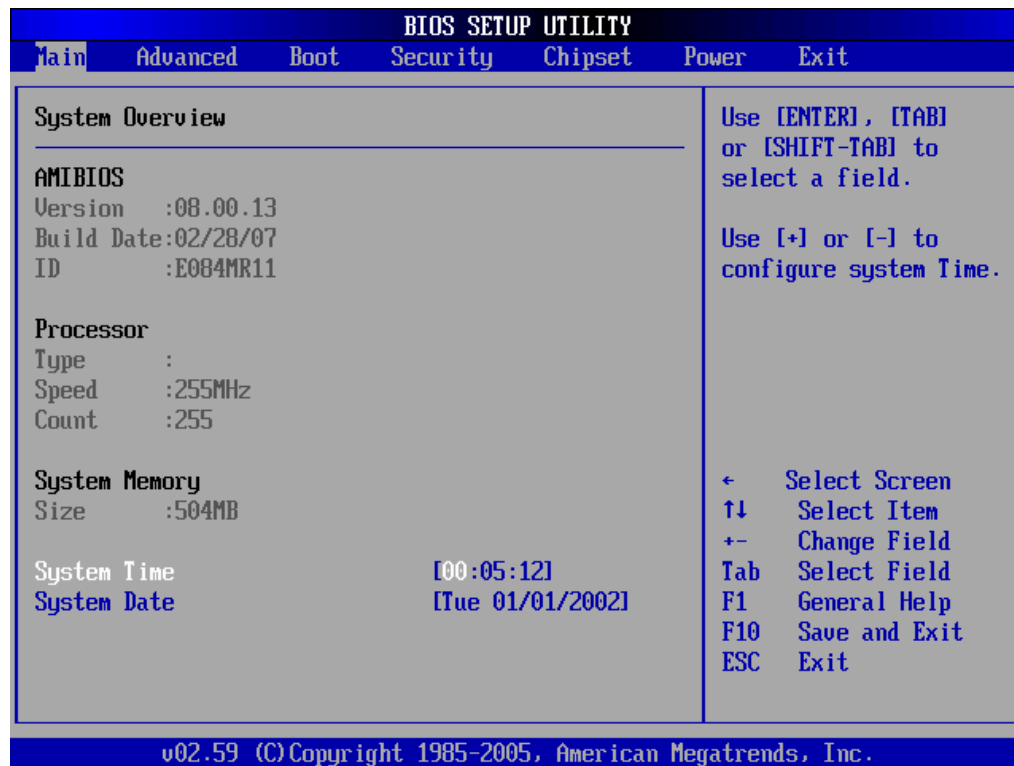 BIOS SETUP UTILITY
Main Advanced Boot Security Chipset Power Exit
System Overview
AMIBIOS
Version :08.00.13
Build Date:02/28/07
ID :E084MR11
Processor
Type :
Speed :255MHz
Count :255
System Memory
Size :504MB
System Time [00:05:12]
System Date [Tue 01/01/2002]
Use [ENTER], [TAB]
or [SHIFT-TAB] to
select a field.
Use [+] or [-] to
configure system Time.
← Select Screen
↑↓ Select Item
+- Change Field
Tab Select Field
F1 General Help
F10 Save and Exit
ESC Exit
v02.59 (C)Copyright 1985-2005, American Megatrends, Inc.